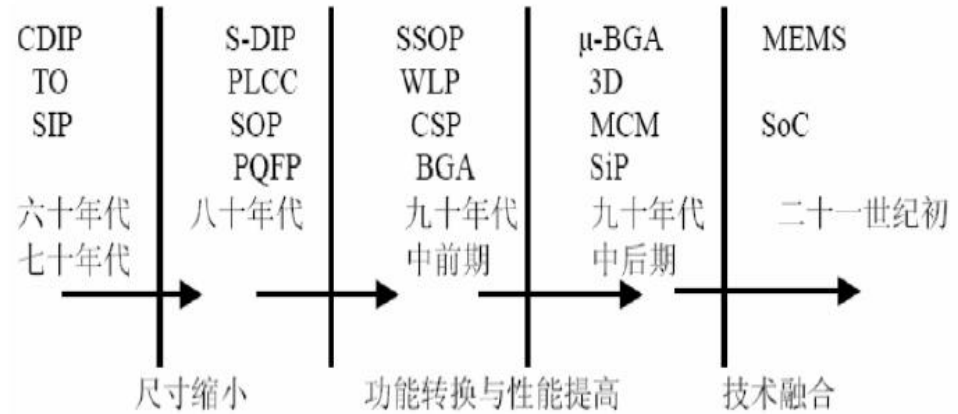 CDIP S-DIP SSOP μ-BGA MEMS
TO PLCC WLP 3D
SIP SOP CSP MCM SoC
PQFP BGA SiP
六十年代 八十年代 九十年代 九十年代 二十一世纪初
七十年代 中前期 中后期
尺寸缩小 功能转换与性能提高 技术融合